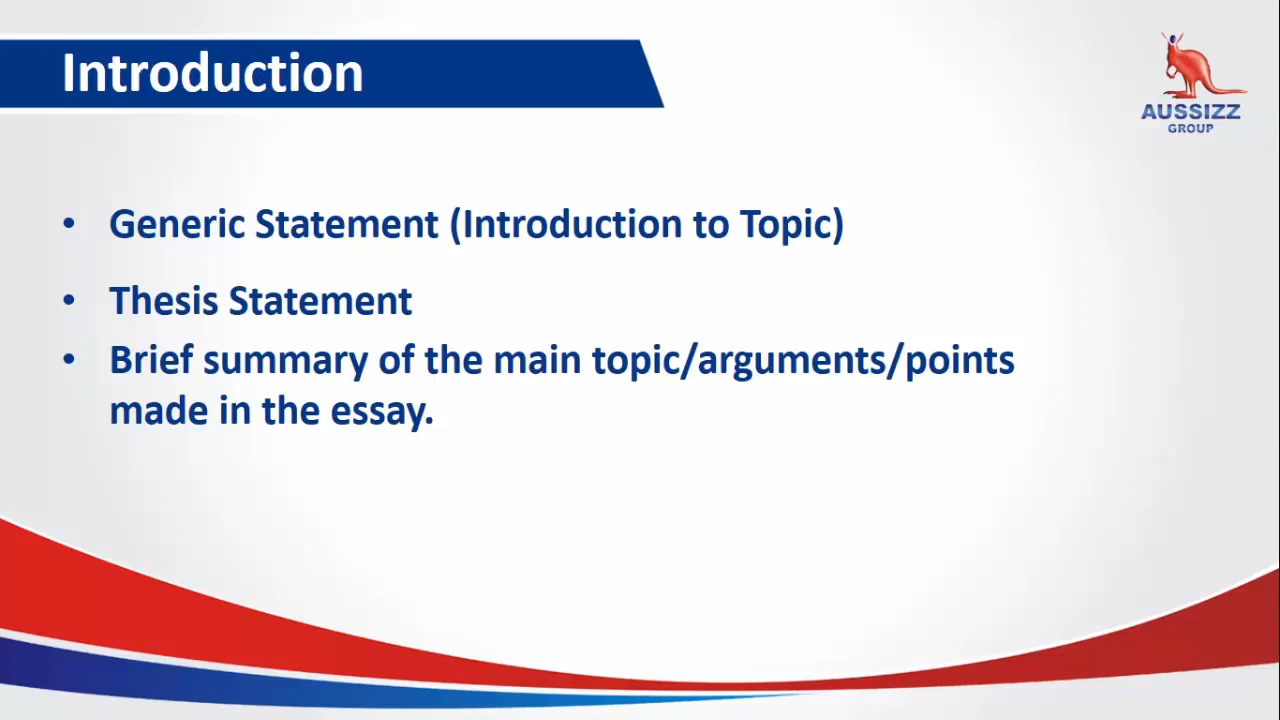 Introduction
AUSSIZZ
GROUP
• Generic Statement (Introduction to Topic)
• Thesis Statement
• Brief summary of the main topic/arguments/points
made in the essay.